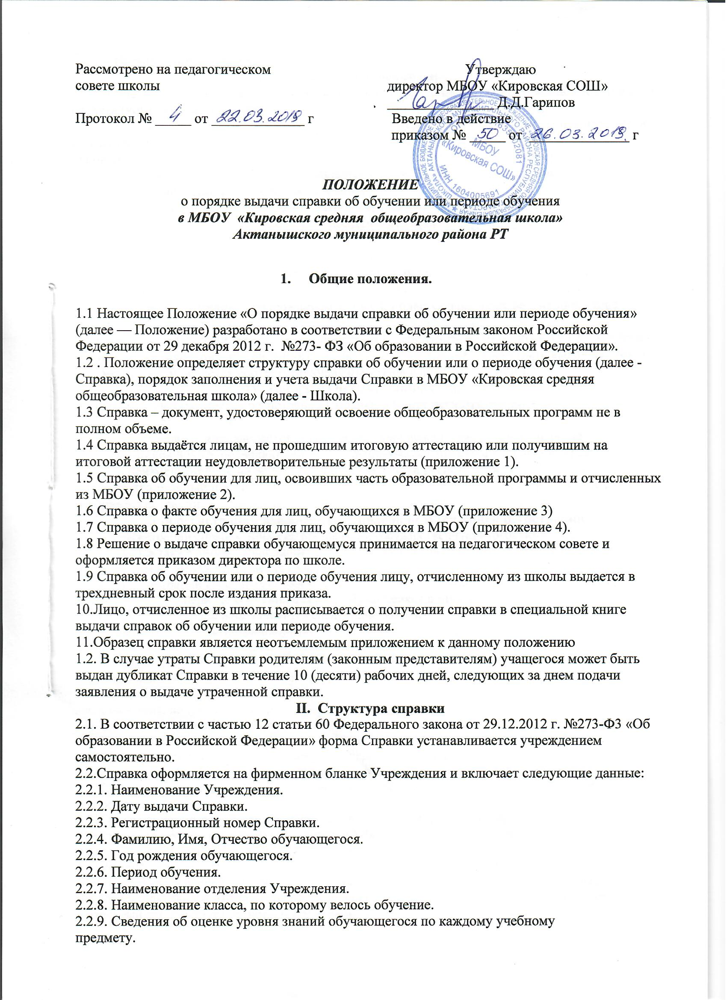 Рассмотрено на педагогическом
совете школы
Протокол № 4 от 22.03.2018 г
Утверждаю
директор МБОУ «Кировская СОШ»
Д.Д.Гарипов
Введено в действие
приказом № 50 от 26.03.2018 г
МБОУ
«Кировская СОШ»
ИНН 1604005691
ПОЛОЖЕНИЕ
о порядке выдачи справки об обучении или периоде обучения
в МБОУ «Кировская средняя общеобразовательная школа»
Актанышского муниципального района РТ
1. Общие положения.
1.1 Настоящее Положение «О порядке выдачи справки об обучении или периоде обучения»
(далее — Положение) разработано в соответствии с Федеральным законом Российской
Федерации от 29 декабря 2012 г. №273- ФЗ «Об образовании в Российской Федерации».
1.2 . Положение определяет структуру справки об обучении или о периоде обучения (далее -
Справка), порядок заполнения и учета выдачи Справки в МБОУ «Кировская средняя
общеобразовательная школа» (далее - Школа).
1.3 Справка – документ, удостоверяющий освоение общеобразовательных программ не в
полном объеме.
1.4 Справка выдаётся лицам, не прошедшим итоговую аттестацию или получившим на
итоговой аттестации неудовлетворительные результаты (приложение 1).
1.5 Справка об обучении для лиц, освоивших часть образовательной программы и отчисленных
из МБОУ (приложение 2).
1.6 Справка о факте обучения для лиц, обучающихся в МБОУ (приложение 3)
1.7 Справка о периоде обучения для лиц, обучающихся в МБОУ (приложение 4).
1.8 Решение о выдаче справки обучающемуся принимается на педагогическом совете и
оформляется приказом директора по школе.
1.9 Справка об обучении или о периоде обучения лицу, отчисленному из школы выдается в
трехдневный срок после издания приказа.
10.Лицо, отчисленное из школы расписывается о получении справки в специальной книге
выдачи справок об обучении или периоде обучения.
11.Образец справки является неотъемлемым приложением к данному положению
1.2. В случае утраты Справки родителям (законным представителям) учащегося может быть
выдан дубликат Справки в течение 10 (десяти) рабочих дней, следующих за днем подачи
заявления о выдаче утраченной справки.
II. Структура справки
2.1. В соответствии с частью 12 статьи 60 Федерального закона от 29.12.2012 г. №273-ФЗ «Об
образовании в Российской Федерации» форма Справки устанавливается учреждением
самостоятельно.
2.2.Справка оформляется на фирменном бланке Учреждения и включает следующие данные:
2.2.1. Наименование Учреждения.
2.2.2. Дату выдачи Справки.
2.2.3. Регистрационный номер Справки.
2.2.4. Фамилию, Имя, Отчество обучающегося.
2.2.5. Год рождения обучающегося.
2.2.6. Период обучения.
2.2.7. Наименование отделения Учреждения.
2.2.8. Наименование класса, по которому велось обучение.
2.2.9. Сведения об оценке уровня знаний обучающегося по каждому учебному
предмету.